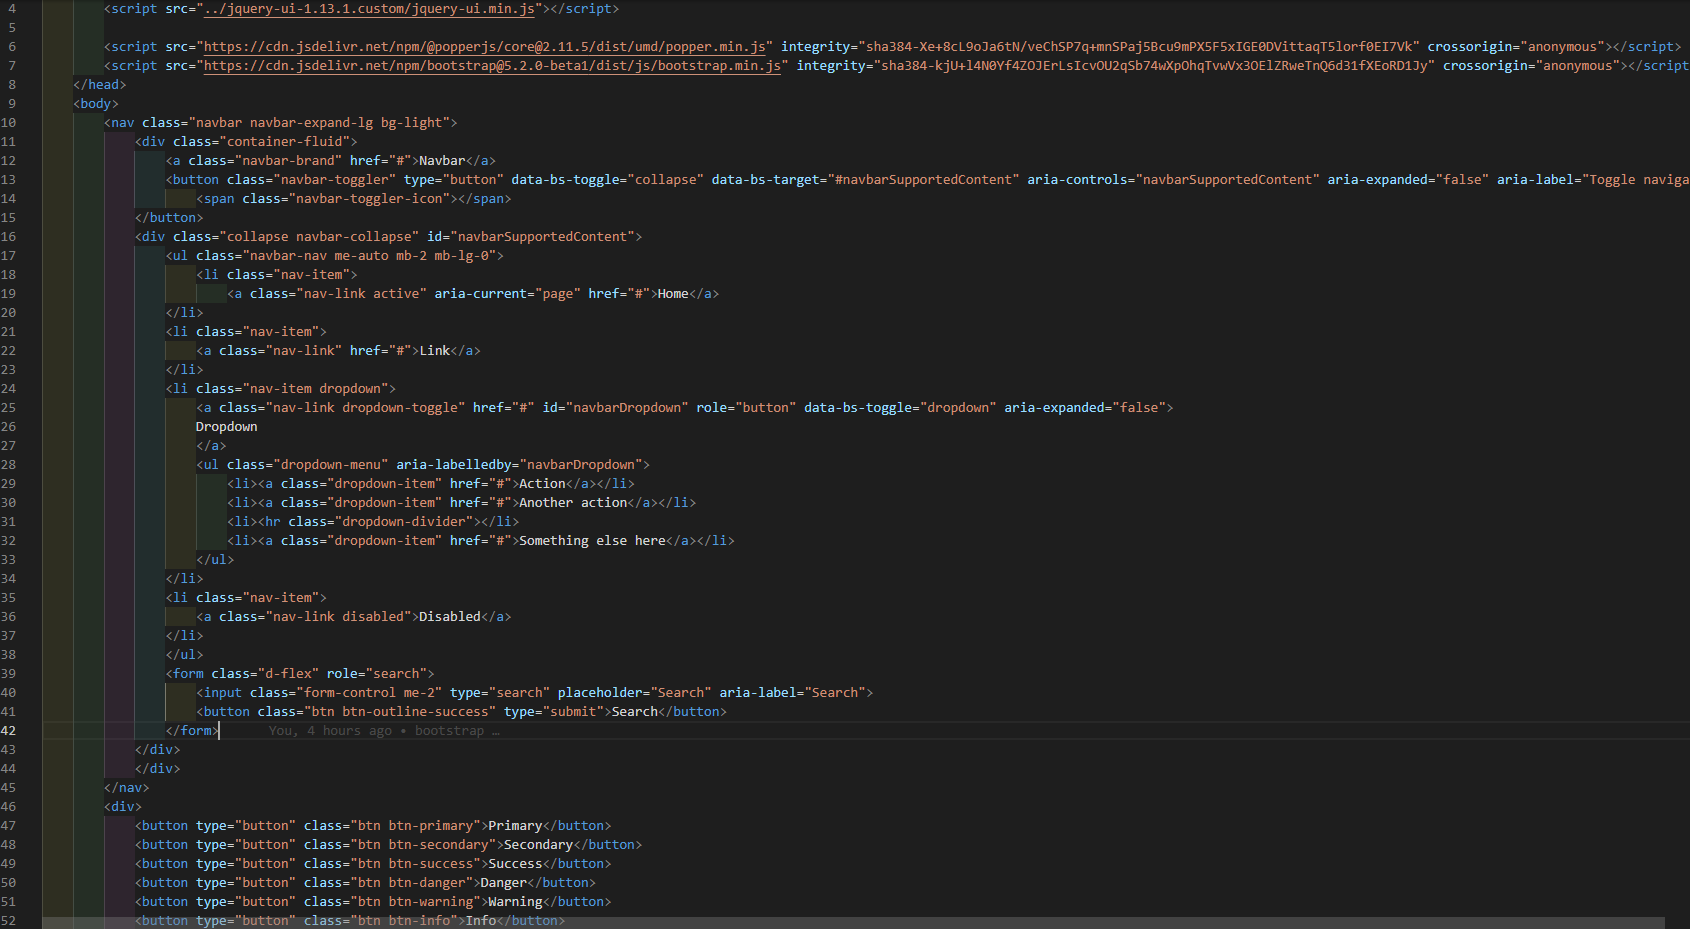 4 <script src="../jquery-ui-1.13.1.custom/jquery-ui.min.js"></script>
5
6 <script src="https://cdn.jsdelivr.net/npm/@popperjs/core@2.11.5/dist/umd/popper.min.js" integrity="sha384-Xe+8cL9oJa6tN/veChSP7q+mnSPaj5Bcu9mPX5F5xIGE0DVittaqT5lorf0EI7Vk" crossorigin="anonymous"></script>
7 <script src="https://cdn.jsdelivr.net/npm/bootstrap@5.2.0-beta1/dist/js/bootstrap.min.js" integrity="sha384-kjU+l4N0Yf4ZOJErLsIcvOU2qSb74wXpOhqTvwVx3OElZRweTnQ6d31fXEoRD1Jy" crossorigin="anonymous"></script
8 </head>
9 <body>
10 <nav class="navbar navbar-expand-lg bg-light">
11 <div class="container-fluid">
12 <a class="navbar-brand" href="#">Navbar</a>
13 <button class="navbar-toggler" type="button" data-bs-toggle="collapse" data-bs-target="#navbarSupportedContent" aria-controls="navbarSupportedContent" aria-expanded="false" aria-label="Toggle naviga
14 <span class="navbar-toggler-icon"></span>
15 </button>
16 <div class="collapse navbar-collapse" id="navbarSupportedContent">
17 <ul class="navbar-nav me-auto mb-2 mb-lg-0">
18 <li class="nav-item">
19 <a class="nav-link active" aria-current="page" href="#">Home</a>
20 </li>
21 <li class="nav-item">
22 <a class="nav-link" href="#">Link</a>
23 </li>
24 <li class="nav-item dropdown">
25 <a class="nav-link dropdown-toggle" href="#" id="navbarDropdown" role="button" data-bs-toggle="dropdown" aria-expanded="false">
26 Dropdown
27 </a>
28 <ul class="dropdown-menu" aria-labelledby="navbarDropdown">
29 <li><a class="dropdown-item" href="#">Action</a></li>
30 <li><a class="dropdown-item" href="#">Another action</a></li>
31 <li><hr class="dropdown-divider"></li>
32 <li><a class="dropdown-item" href="#">Something else here</a></li>
33 </ul>
34 </li>
35 <li class="nav-item">
36 <a class="nav-link disabled">Disabled</a>
37 </li>
38 </ul>
39 <form class="d-flex" role="search">
40 <input class="form-control me-2" type="search" placeholder="Search" aria-label="Search">
41 <button class="btn btn-outline-success" type="submit">Search</button>
42 </form> You, 4 hours ago • bootstrap …
43 </div>
44 </div>
45 </nav>
46 <div>
47 <button type="button" class="btn btn-primary">Primary</button>
48 <button type="button" class="btn btn-secondary">Secondary</button>
49 <button type="button" class="btn btn-success">Success</button>
50 <button type="button" class="btn btn-danger">Danger</button>
51 <button type="button" class="btn btn-warning">Warning</button>
52 <button type="button" class="btn btn-info">Info</button>